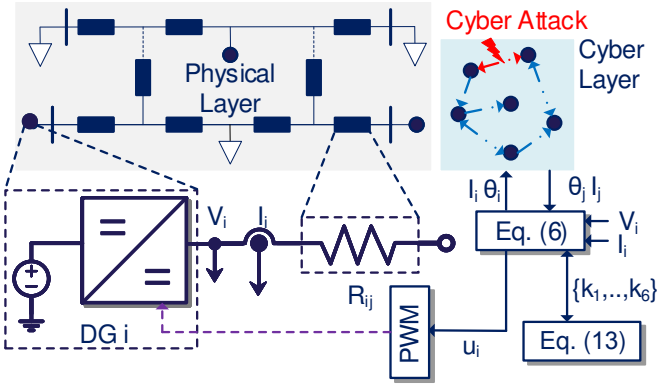 Cyber Attack
Physical
Layer
Cyber
Layer
I_i θ_i
θ_j I_j
V_i
I_i
Eq. (6)
V_i
I_i
R_ij
{k_1,..,k_6}
DG i
PWM
u_i
Eq. (13)